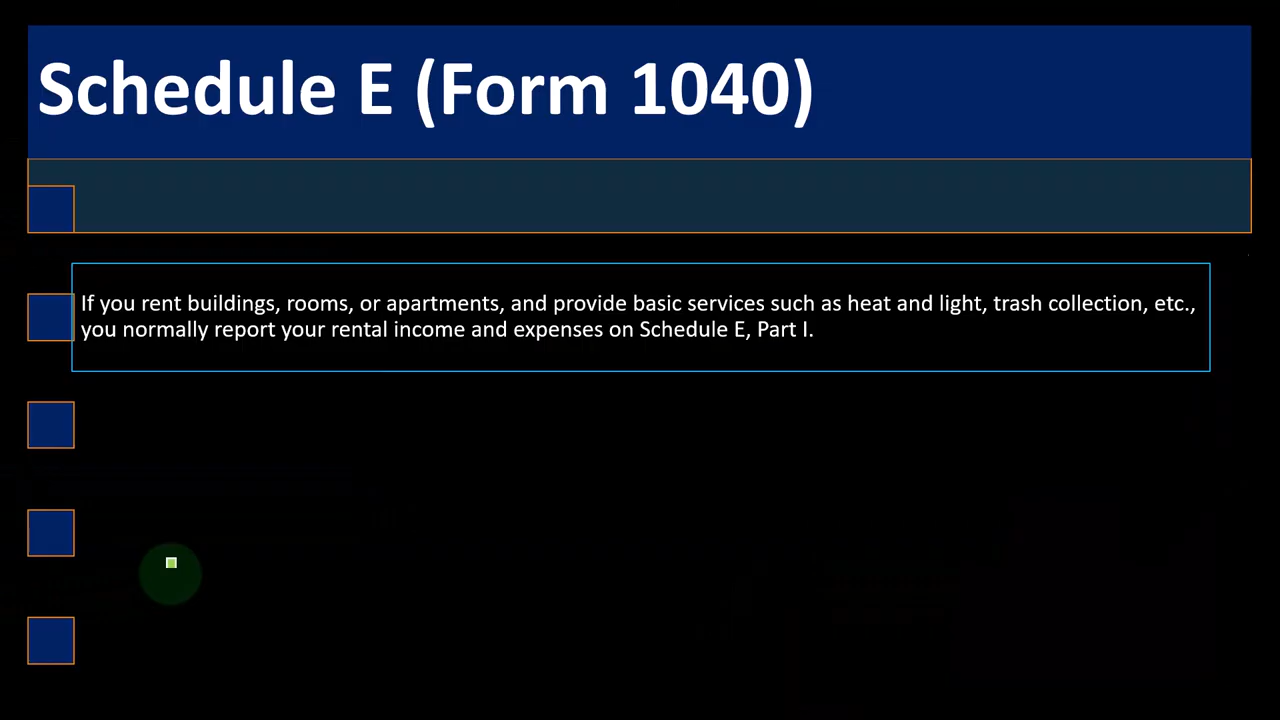 Schedule E (Form 1040)
If you rent buildings, rooms, or apartments, and provide basic services such as heat and light, trash collection, etc.,
you normally report your rental income and expenses on Schedule E, Part I.